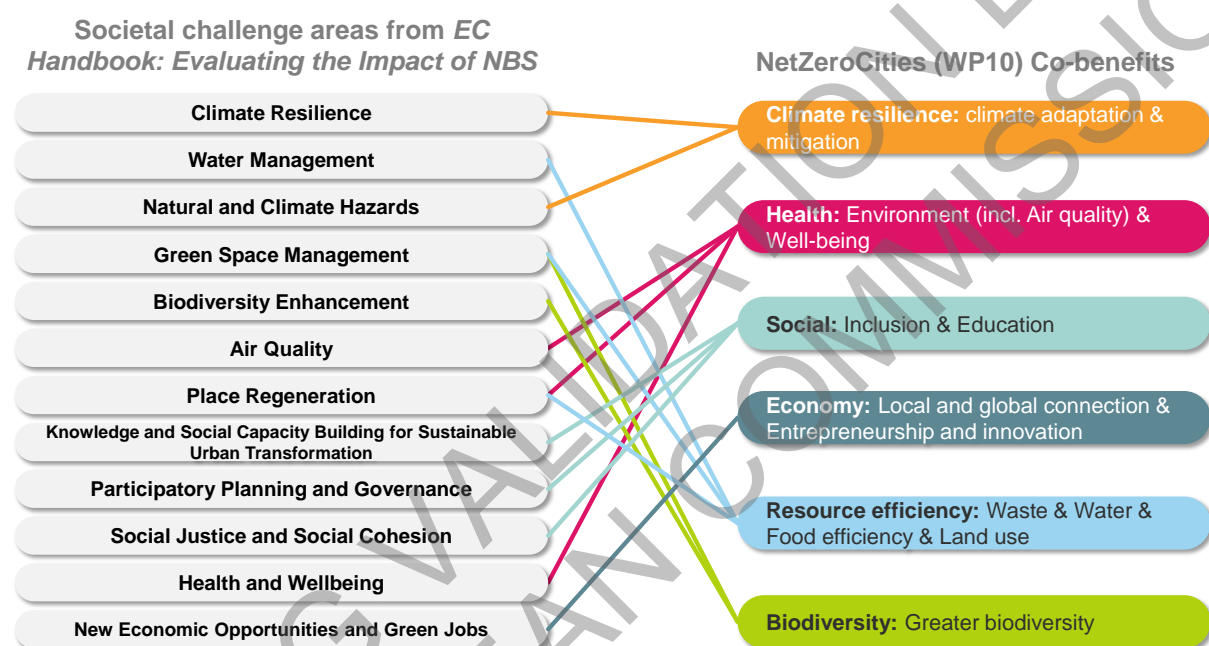 Societal challenge areas from EC
Handbook: Evaluating the Impact of NBS
NetZeroCities (WP10) Co-benefits
Climate Resilience
Water Management
Natural and Climate Hazards
Green Space Management
Biodiversity Enhancement
Air Quality
Place Regeneration
Knowledge and Social Capacity Building for Sustainable
Urban Transformation
Participatory Planning and Governance
Social Justice and Social Cohesion
Health and Wellbeing
New Economic Opportunities and Green Jobs
Climate resilience: climate adaptation &
mitigation
Health: Environment (incl. Air quality) &
Well-being
Social: Inclusion & Education
Economy: Local and global connection &
Entrepreneurship and innovation
Resource efficiency: Waste & Water &
Food efficiency & Land use
Biodiversity: Greater biodiversity